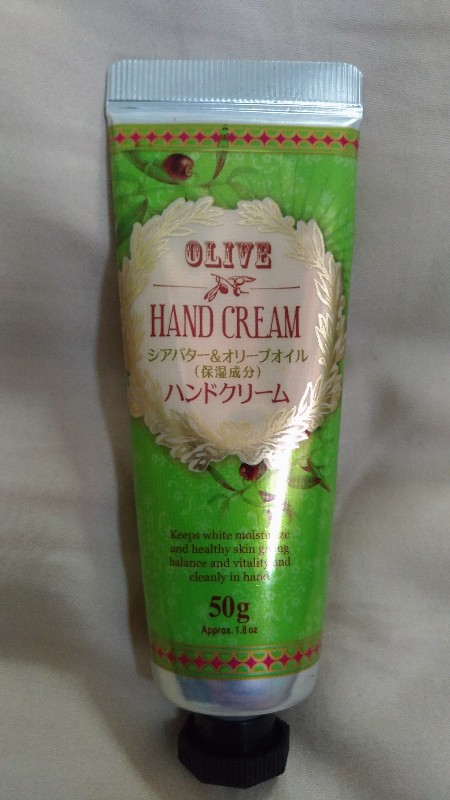 OLIVE
HAND CREAM
シアバター&オリーブオイル
(保湿成分)
ハンドクリーム
Keeps white moisturize
and healthy skin giving
balance and vitality and
cleanly in hand
50g
Approx. 1.8 oz